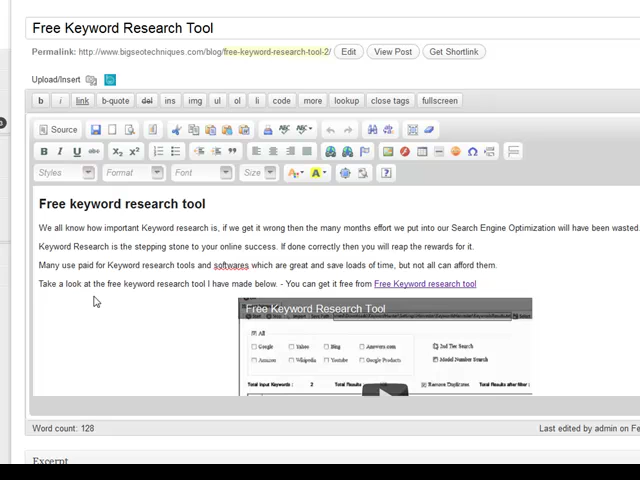 Free Keyword Research Tool
Permalink: http://www.bigseotechniques.com/blog/free-keyword-research-tool-2/ Edit View Post Get Shortlink
Upload/Insert
b i link b-quote del ins img ul ol li code more lookup close tags fullscreen
Source
B I U abc X2 X2
Styles Format Font Size
Free keyword research tool
We all know how important Keyword research is, if we get it wrong then the many months effort we put into our Search Engine Optimization will have been wasted.
Keyword Research is the stepping stone to your online success. If done correctly then you will reap the rewards for it.
Many use paid for Keyword research tools and softwares which are great and save loads of time, but not all can afford them.
Take a look at the free keyword research tool I have made below. - You can get it free from Free Keyword research tool
Free Keyword Research Tool
All
Google Yahoo Bing Answers.com 2nd Tier Search
Amazon Wikipedia Youtube Google Products Model Number Search
Total Input Keywords : 2 Total Results Remove Duplicates Total Results after filter :
Word count: 128 Last edited by admin on Fe
Excerpt